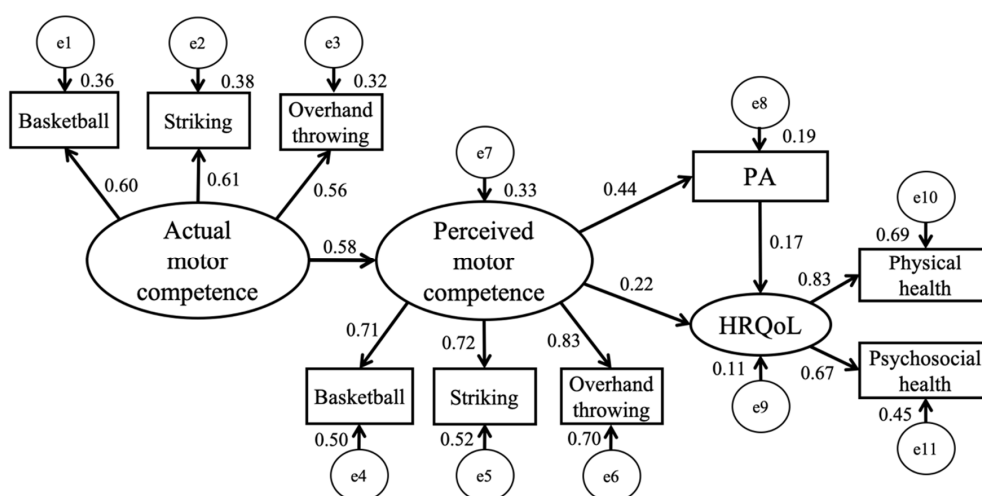 e1
e2
e3
0.36
0.38
0.32
Basketball
Striking
Overhand
throwing
e8
0.19
e7
0.60
0.61
0.56
0.33
0.44
PA
e10
Actual
motor
competence
0.58
Perceived
motor
competence
0.17
0.69
Physical
health
0.22
0.83
HRQoL
0.71
0.72
0.83
0.11
0.67
Psychosocial
health
Basketball
Striking
Overhand
throwing
e9
0.45
0.50
0.52
0.70
e4
e5
e6
e11